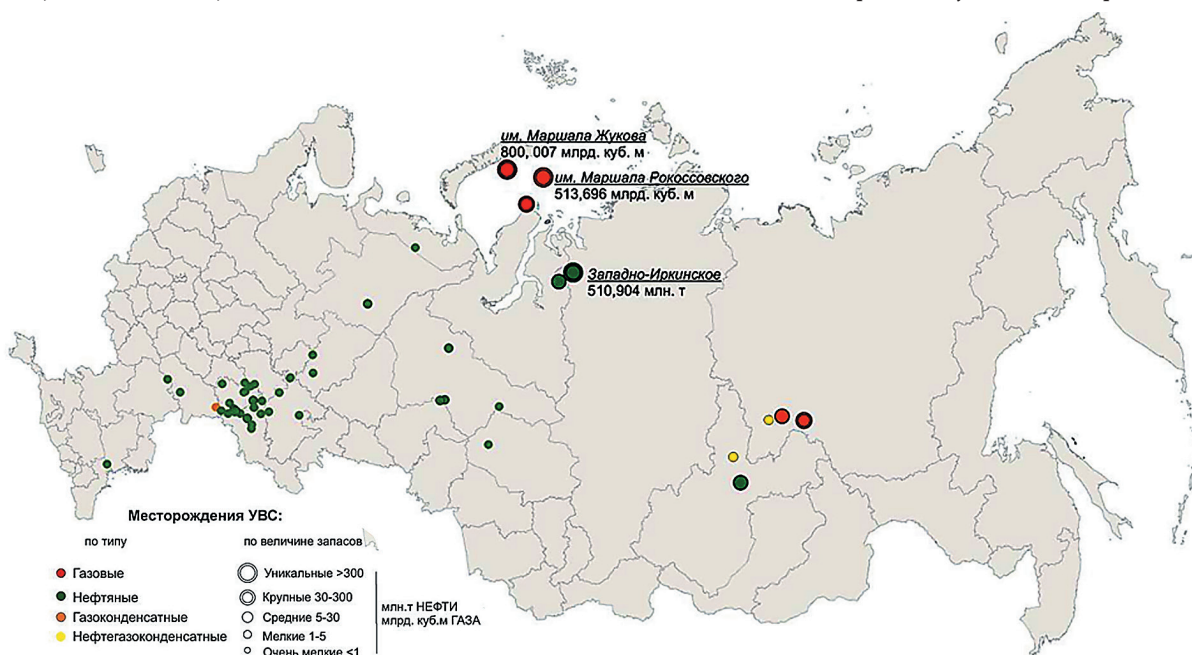 им. Маршала Жукова
800, 007 млрд. куб. м
им. Маршала Рокоссовского
513,696 млрд. куб. м
Западно-Иркинское
510,904 млн. т
Месторождения УВС:
по типу
по величине запасов
Газовые
Нефтяные
Газоконденсатные
Нефтегазоконденсатные
Уникальные >300
Крупные 30-300
Средние 5-30
Мелкие 1-5
Очень мелкие <1
млн.т НЕФТИ
млрд. куб.м ГАЗА